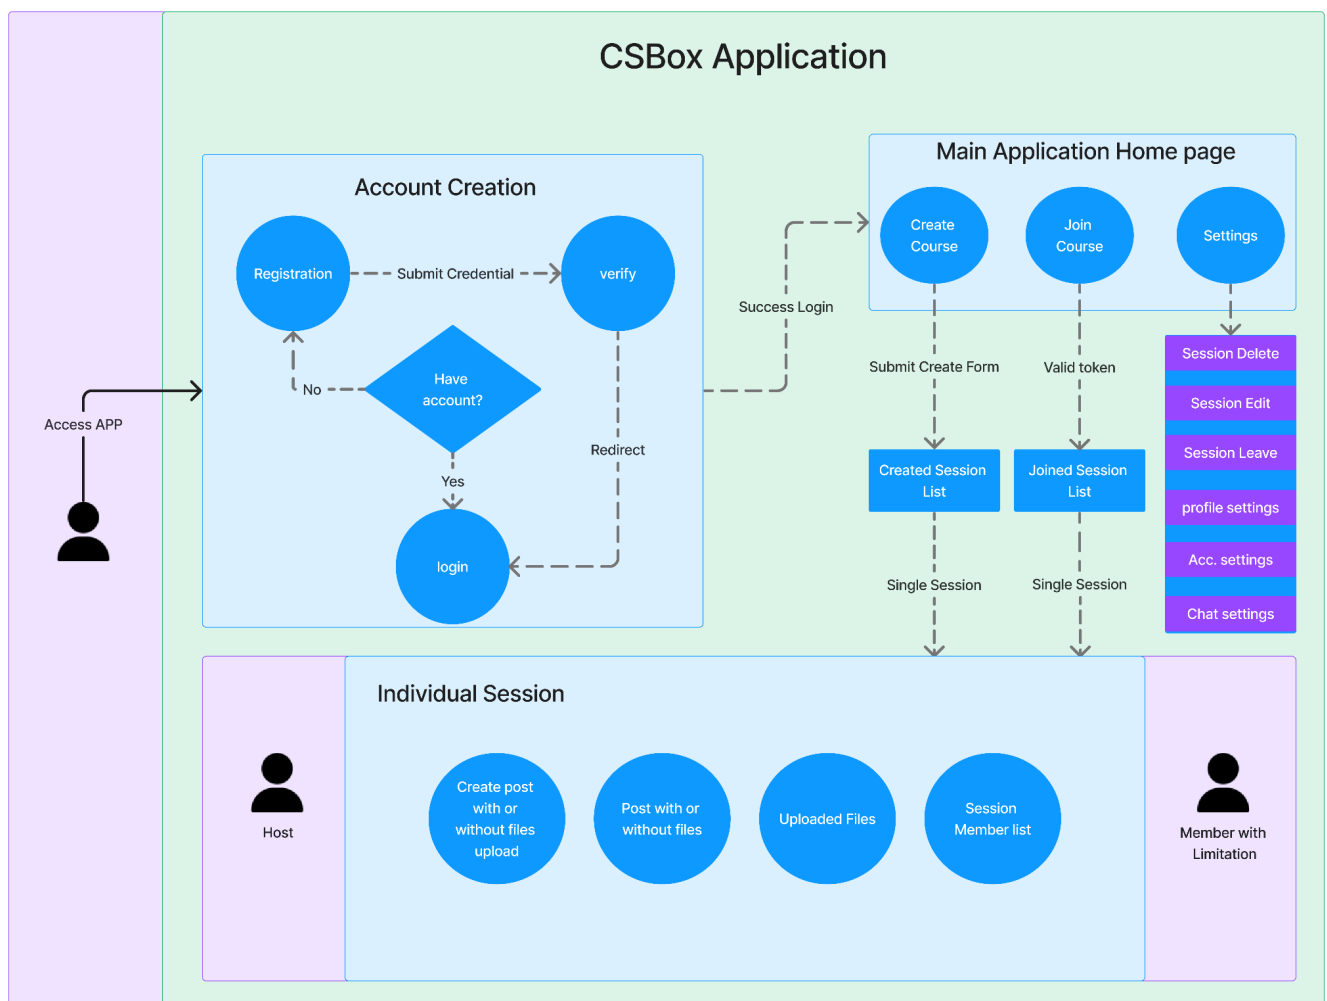 CSBox Application
Main Application Home page
Account Creation
Create
Course
Join
Course
Settings
Registration
Submit Credential
verify
Success Login
Session Delete
Submit Create Form
Valid token
Have
account?
No
Session Edit
Access APP
Redirect
Session Leave
Created Session
List
Joined Session
List
Yes
profile settings
login
Acc. settings
Single Session
Single Session
Chat settings
Individual Session
Create post
with or
without files
upload
Post with or
without files
Uploaded Files
Session
Member list
Host
Member with
Limitation